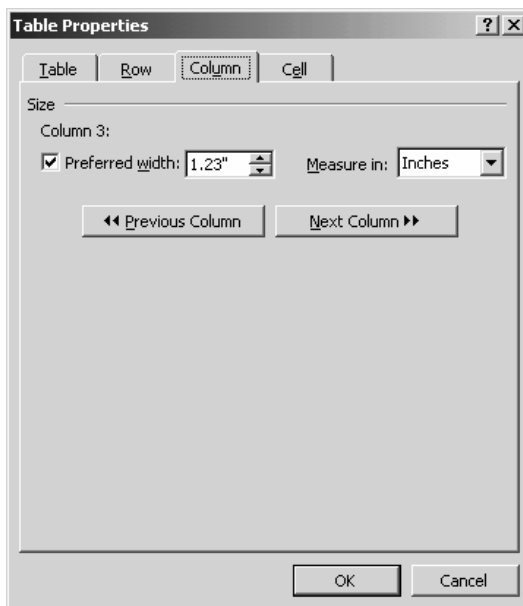 Table Properties
Table Row Column Cell
Size
Column 3:
Preferred width: 1.23" Measure in: Inches
Previous Column Next Column
OK Cancel